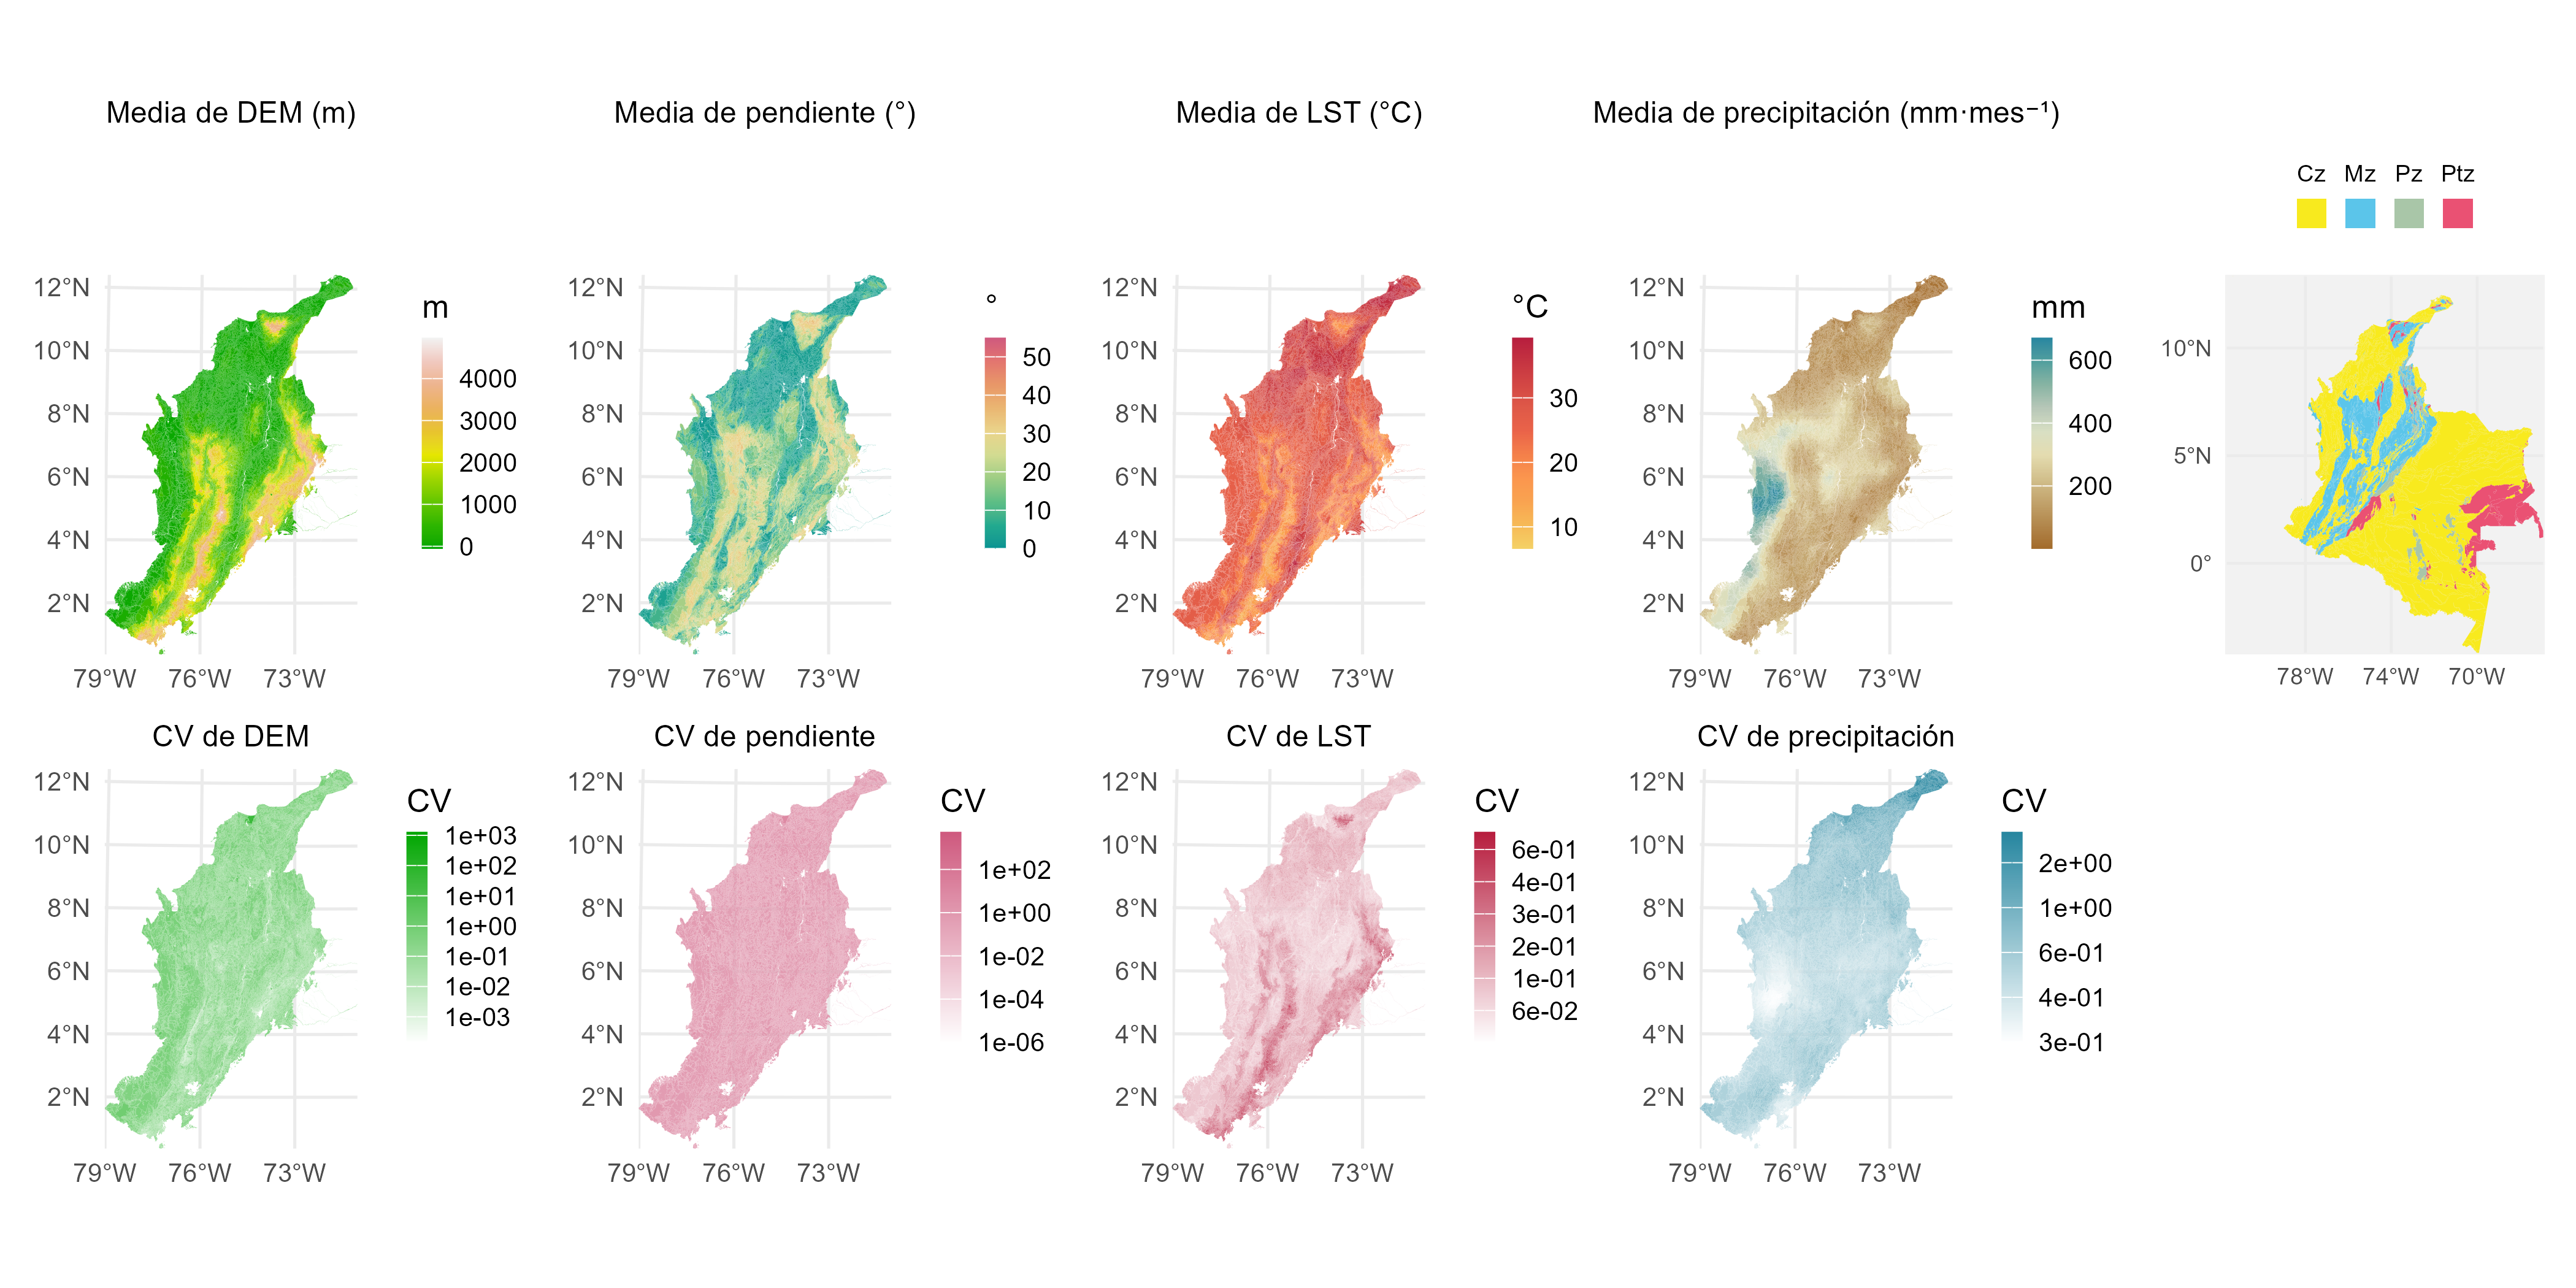 Media de DEM (m)
Media de pendiente (°)
Media de LST (°C)
Media de precipitación (mm·mes⁻¹)
Cz Mz Pz Ptz
12°N
10°N
8°N
6°N
4°N
2°N
79°W 76°W 73°W
m
4000
3000
2000
1000
0
12°N
10°N
8°N
6°N
4°N
2°N
79°W 76°W 73°W
°
50
40
30
20
10
0
12°N
10°N
8°N
6°N
4°N
2°N
79°W 76°W 73°W
°C
30
20
10
12°N
10°N
8°N
6°N
4°N
2°N
79°W 76°W 73°W
mm
600
400
200
10°N
5°N
0°
78°W 74°W 70°W
CV de DEM
12°N
10°N
8°N
6°N
4°N
2°N
79°W 76°W 73°W
CV
1e+03
1e+02
1e+01
1e+00
1e-01
1e-02
1e-03
CV de pendiente
12°N
10°N
8°N
6°N
4°N
2°N
79°W 76°W 73°W
CV
1e+02
1e+00
1e-02
1e-04
1e-06
CV de LST
12°N
10°N
8°N
6°N
4°N
2°N
79°W 76°W 73°W
CV
6e-01
4e-01
3e-01
2e-01
1e-01
6e-02
CV de precipitación
12°N
10°N
8°N
6°N
4°N
2°N
79°W 76°W 73°W
CV
2e+00
1e+00
6e-01
4e-01
3e-01